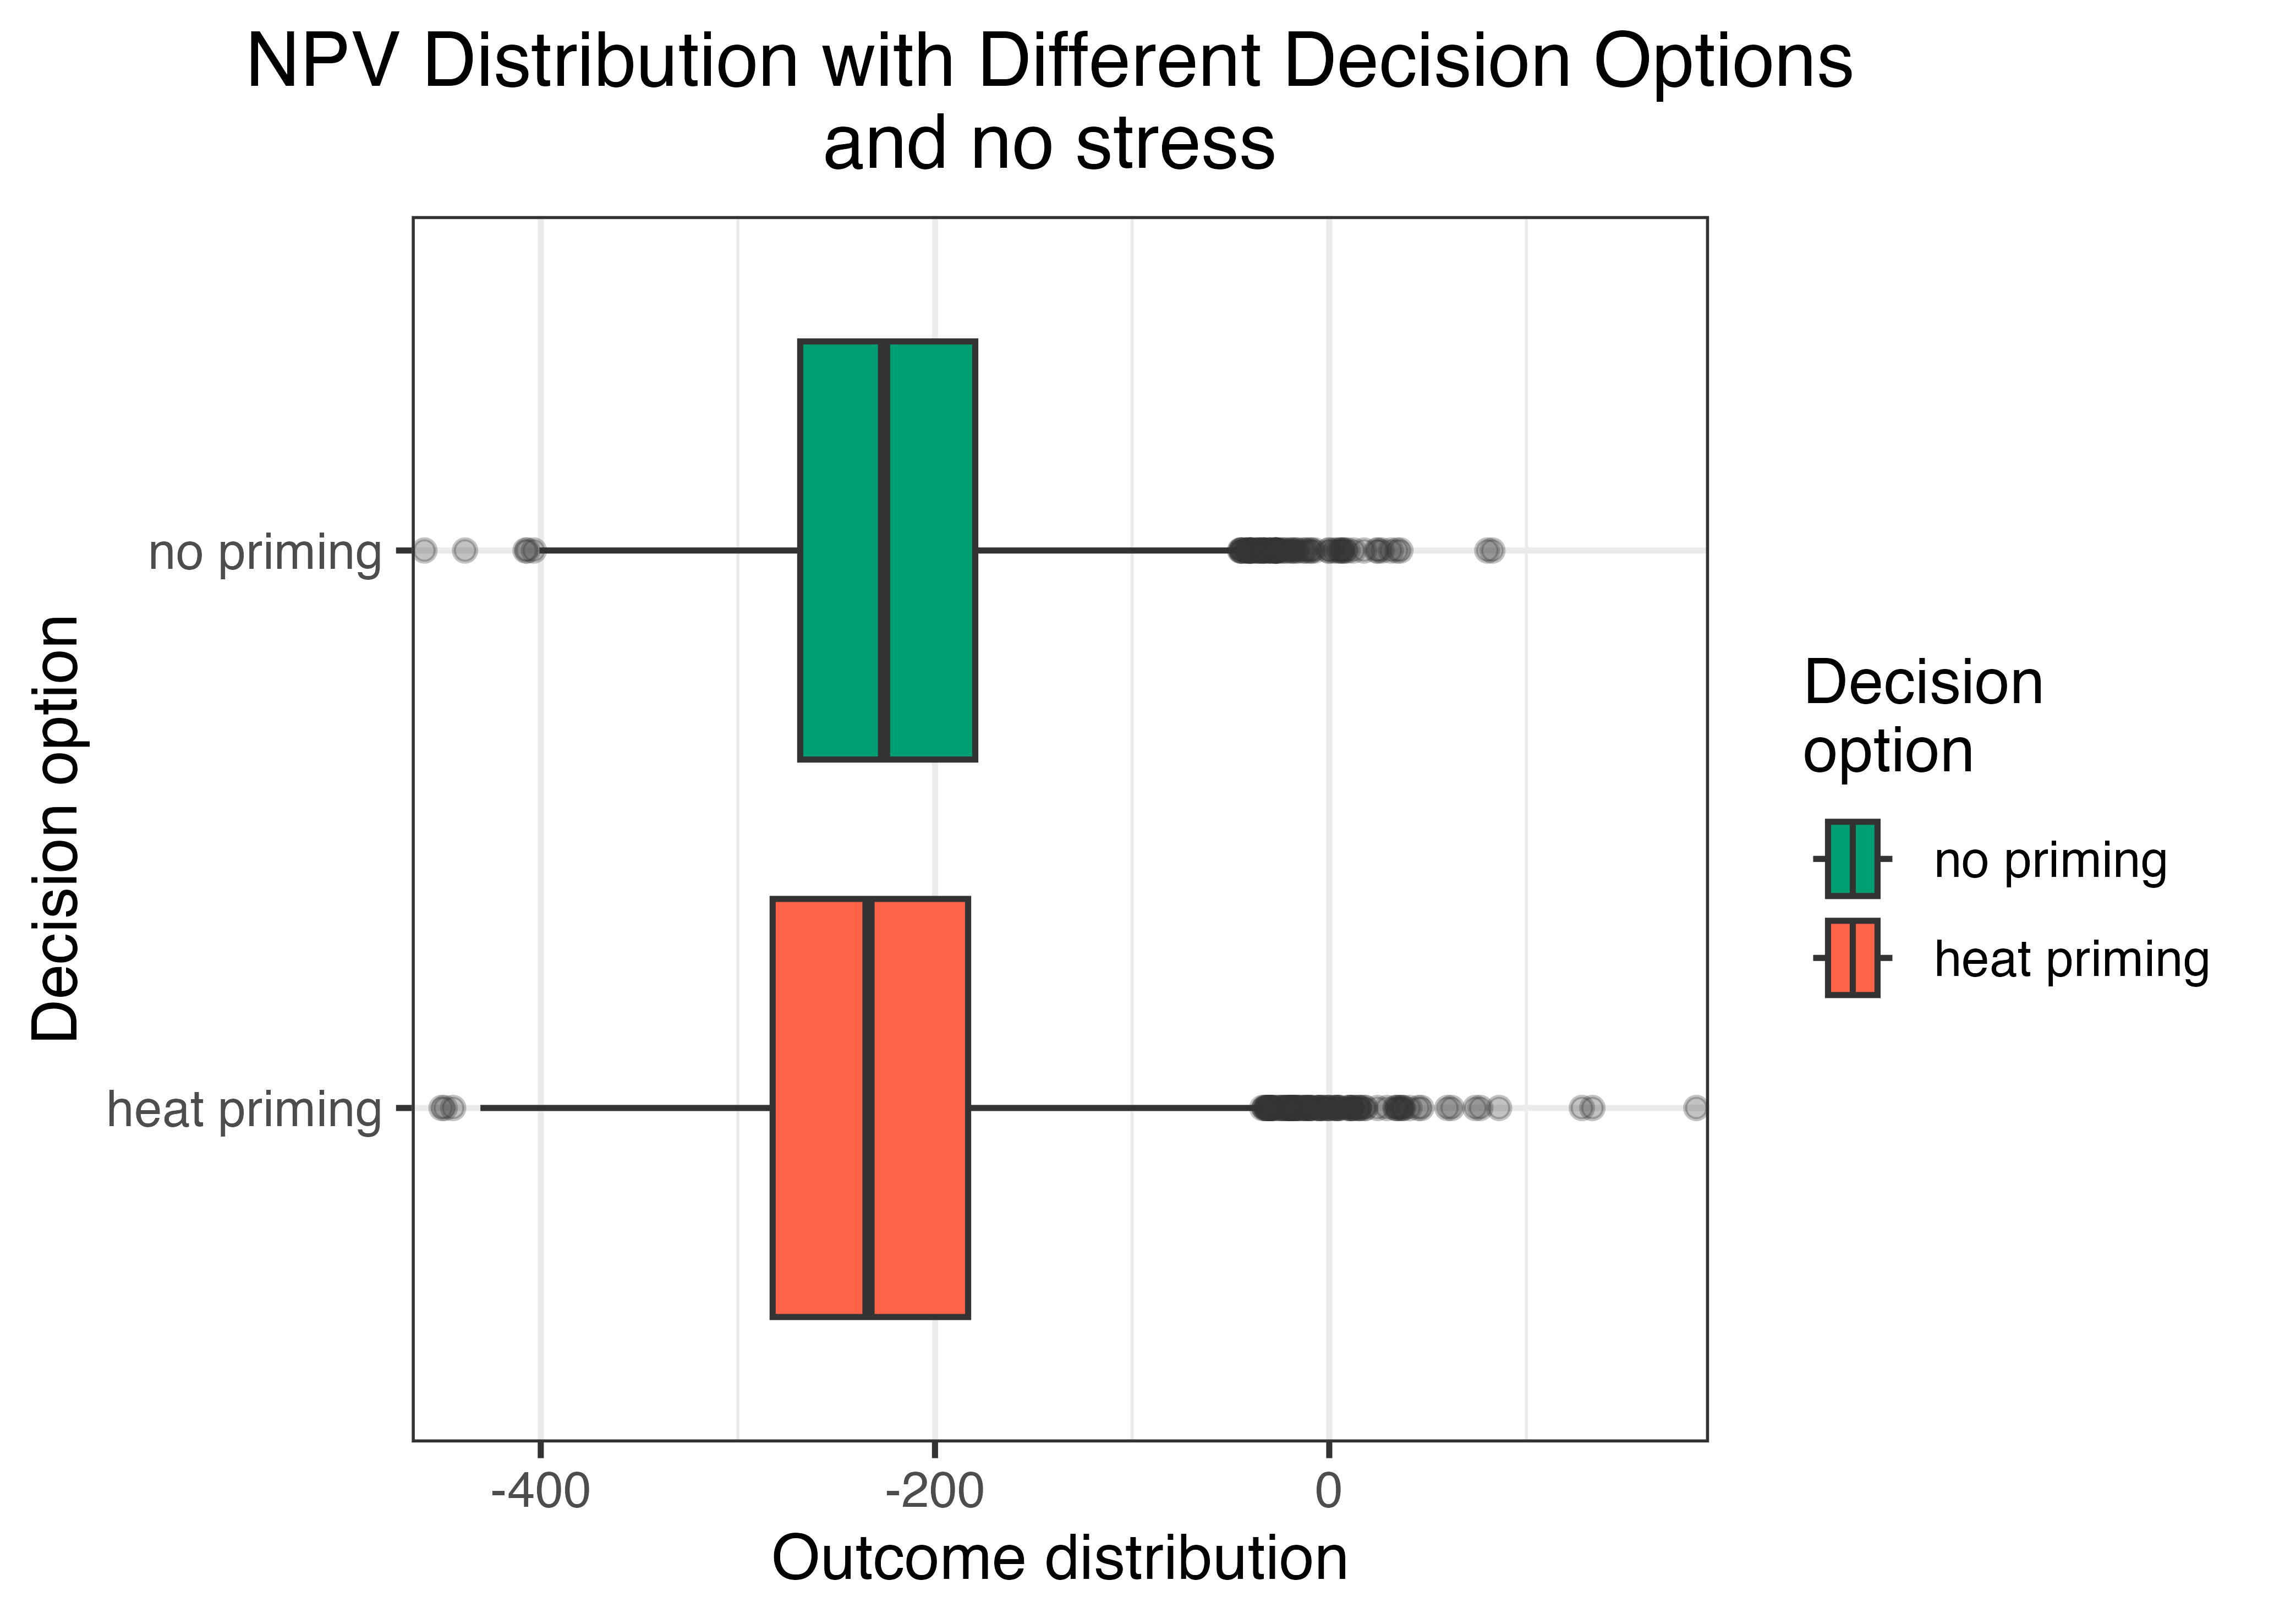 NPV Distribution with Different Decision Options
and no stress
no priming
heat priming
Decision option
-400
-200
0
Outcome distribution
Decision
option
no priming
heat priming